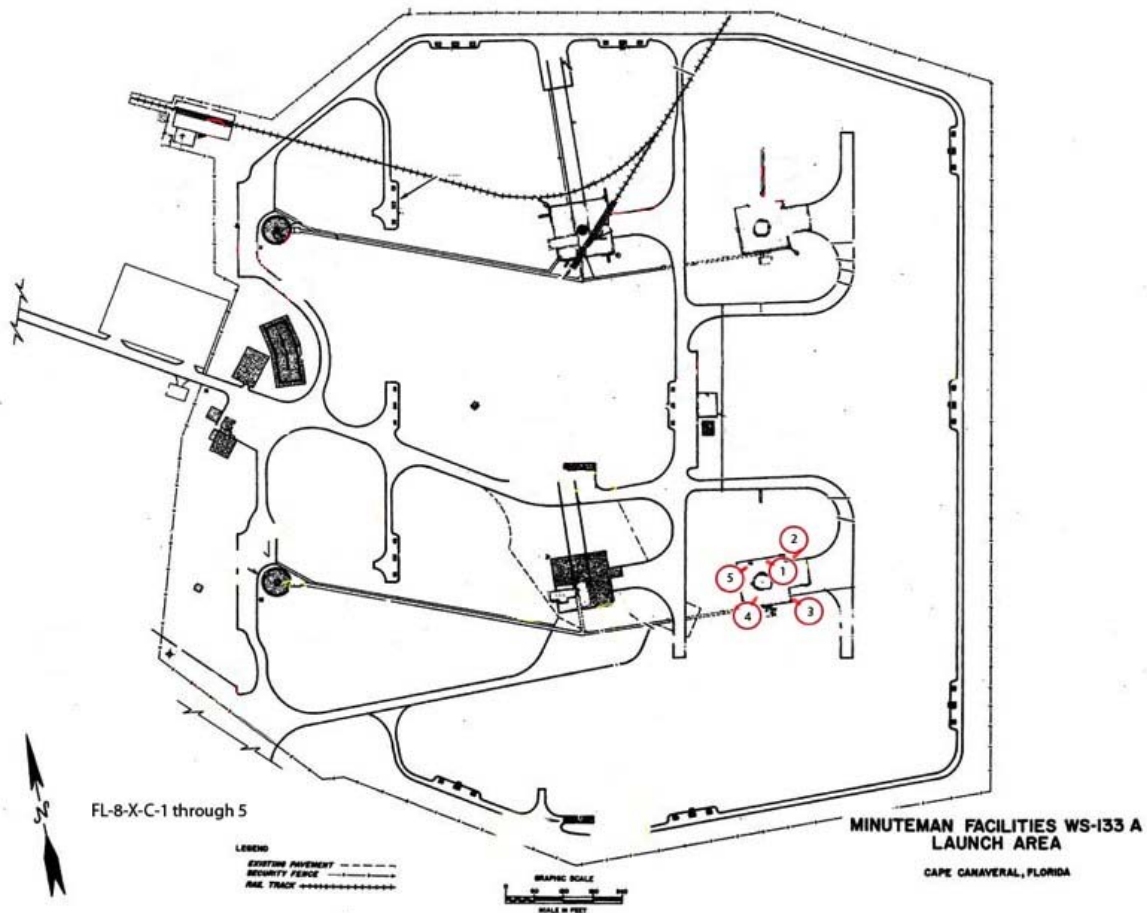 2
1
5
4
3
N
FL-8-X-C-1 through 5
LEGEND
EXISTING PAVEMENT
SECURITY FENCE
RAIL TRACK
GRAPHIC SCALE
SCALE IN FEET
MINUTEMAN FACILITIES WS-133 A
LAUNCH AREA
CAPE CANAVERAL, FLORIDA